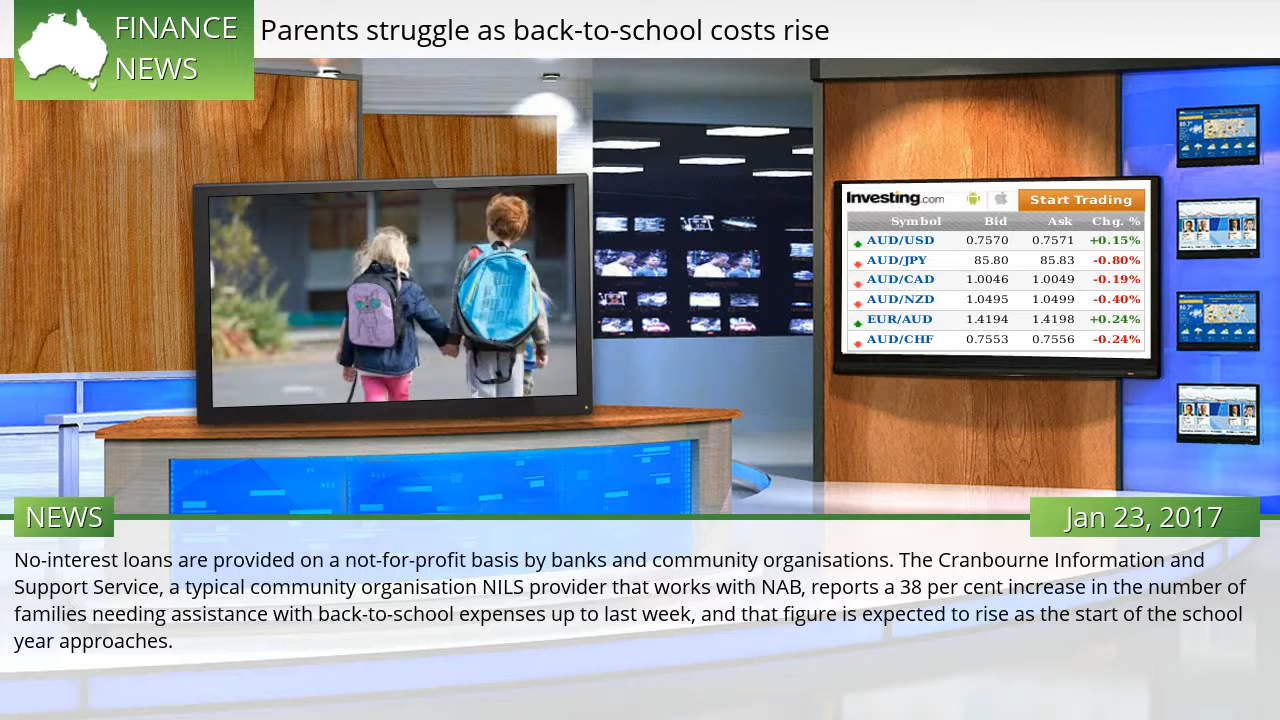 FINANCE
NEWS
Parents struggle as back-to-school costs rise
Investing.com
Start Trading
Symbol Bid Ask Chg. %
AUD/USD 0.7570 0.7571 +0.15%
AUD/JPY 85.80 85.83 -0.80%
AUD/CAD 1.0046 1.0049 -0.19%
AUD/NZD 1.0495 1.0499 -0.40%
EUR/AUD 1.4194 1.4198 +0.24%
AUD/CHF 0.7553 0.7556 -0.24%
NEWS
Jan 23, 2017
No-interest loans are provided on a not-for-profit basis by banks and community organisations. The Cranbourne Information and
Support Service, a typical community organisation NILS provider that works with NAB, reports a 38 per cent increase in the number of
families needing assistance with back-to-school expenses up to last week, and that figure is expected to rise as the start of the school
year approaches.